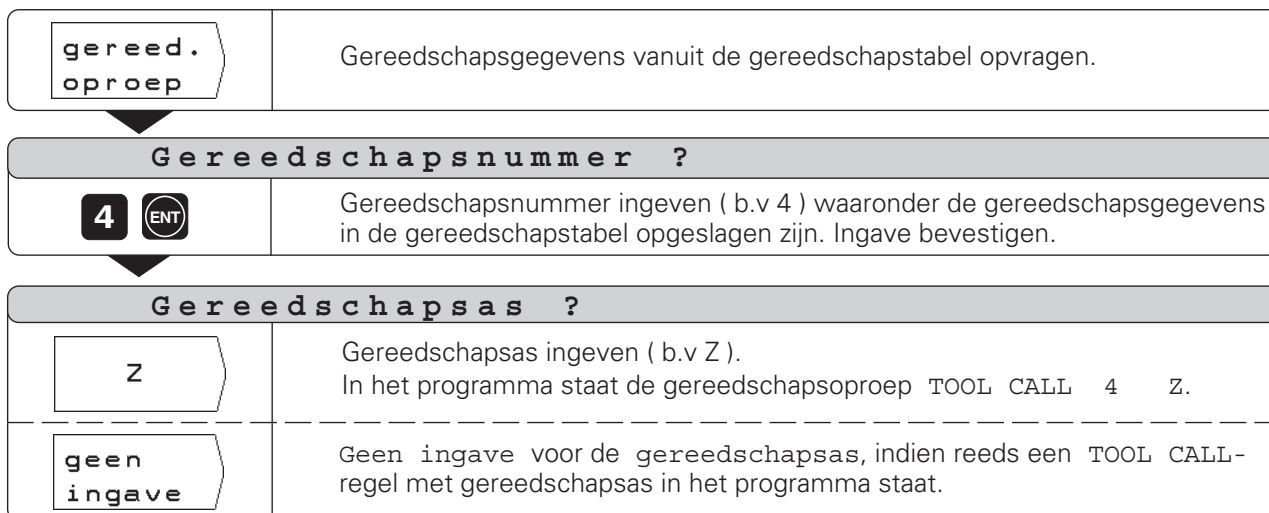 gereed.
oproep
Gereedschapsgegevens vanuit de gereedschapstabel opvragen.
Gereedschapsnummer ?
4 ENT
Gereedschapsnummer ingeven ( b.v 4 ) waaronder de gereedschapsgegevens
in de gereedschapstabel opgeslagen zijn. Ingave bevestigen.
Gereedschapsas ?
Z
Gereedschapsas ingeven ( b.v Z ).
In het programma staat de gereedschapsoproep TOOL CALL 4 Z.
geen
ingave
Geen ingave voor de gereedschapsas, indien reeds een TOOL CALL-
regel met gereedschapsas in het programma staat.